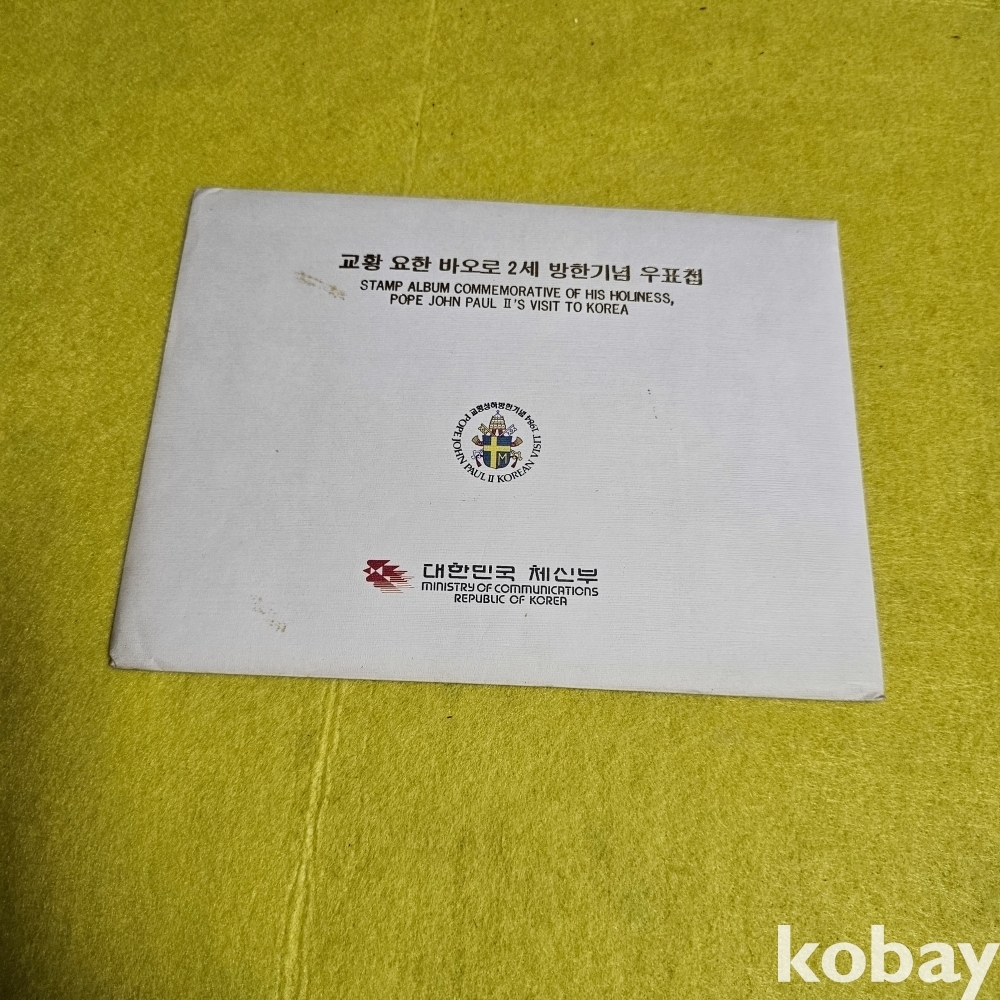 교황 요한 바오로 2세 방한기념 우표첩
STAMP ALBUM COMMEMORATIVE OF HIS HOLINESS,
POPE JOHN PAUL Ⅱ'S VISIT TO KOREA
교황성하방한기념 1984
POPE JOHN PAUL II KOREAN VISIT
대한민국 체신부
MINISTRY OF COMMUNICATIONS
REPUBLIC OF KOREA
kobay